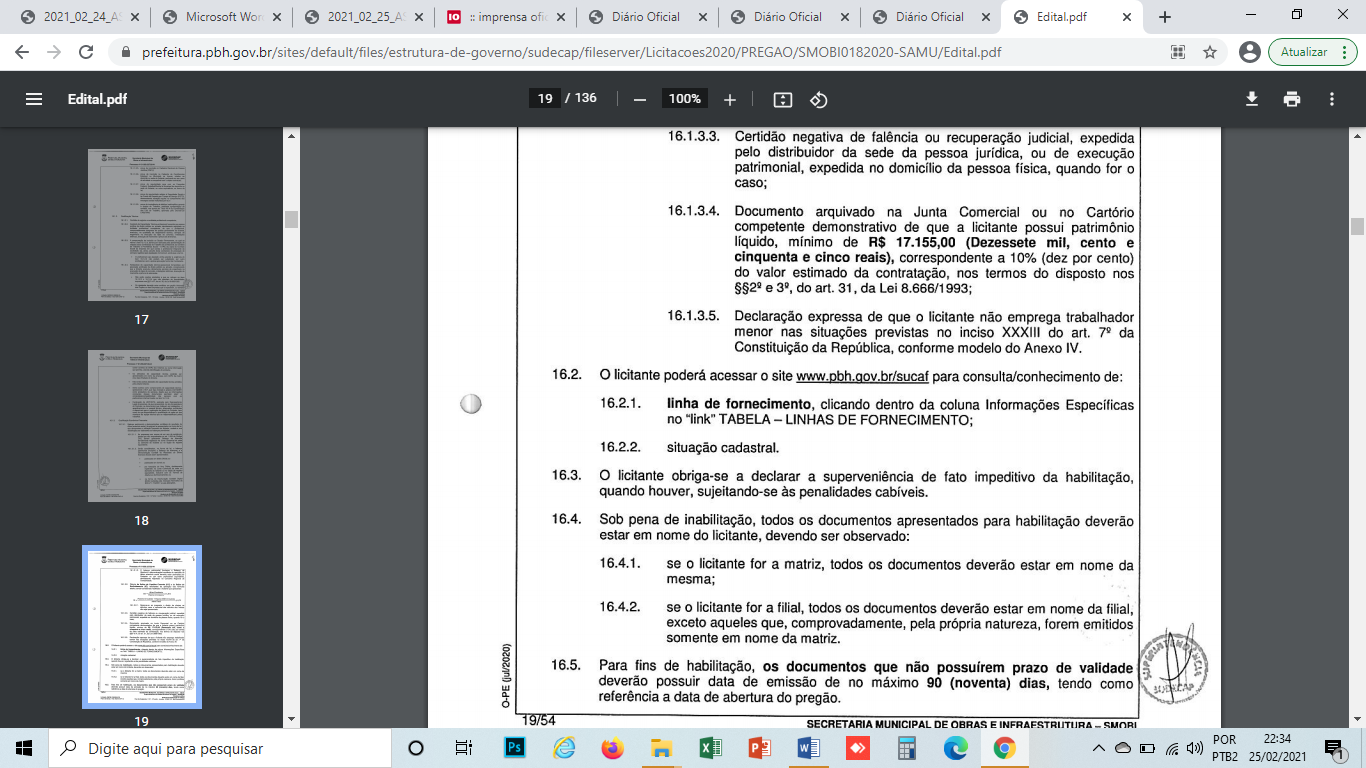 2021_02_24_AS
Microsoft Wor
2021_02_25_AS
:: imprensa ofic
Diário Oficial
Diário Oficial
Diário Oficial
Edital.pdf
prefeitura.pbh.gov.br/sites/default/files/estrutura-de-governo/sudecap/fileserver/Licitacoes2020/PREGAO/SMOBI0182020-SAMU/Edital.pdf
Atualizar
Edital.pdf
19 / 136
100%
17
18
19
16.1.3.3. Certidão negativa de falência ou recuperação judicial, expedida
pelo distribuidor da sede da pessoa jurídica, ou de execução
patrimonial, expedida no domicílio da pessoa física, quando for o
caso;
16.1.3.4. Documento arquivado na Junta Comercial ou no Cartório
competente demonstrativo de que a licitante possui patrimônio
líquido, mínimo de R$ 17.155,00 (Dezessete mil, cento e
cinquenta e cinco reais), correspondente a 10% (dez por cento)
do valor estimado da contratação, nos termos do disposto nos
§§2º e 3º, do art. 31, da Lei 8.666/1993;
16.1.3.5. Declaração expressa de que o licitante não emprega trabalhador
menor nas situações previstas no inciso XXXIII do art. 7º da
Constituição da República, conforme modelo do Anexo IV.
16.2. O licitante poderá acessar o site www.pbh.gov.br/sucaf para consulta/conhecimento de:
16.2.1. linha de fornecimento, clicando dentro da coluna Informações Específicas
no “link” TABELA – LINHAS DE FORNECIMENTO;
16.2.2. situação cadastral.
16.3. O licitante obriga-se a declarar a superveniência de fato impeditivo da habilitação,
quando houver, sujeitando-se às penalidades cabíveis.
16.4. Sob pena de inabilitação, todos os documentos apresentados para habilitação deverão
estar em nome do licitante, devendo ser observado:
16.4.1. se o licitante for a matriz, todos os documentos deverão estar em nome da
mesma;
16.4.2. se o licitante for a filial, todos os documentos deverão estar em nome da filial,
exceto aqueles que, comprovadamente, pela própria natureza, forem emitidos
somente em nome da matriz.
16.5. Para fins de habilitação, os documentos que não possuírem prazo de validade
deverão possuir data de emissão de no máximo 90 (noventa) dias, tendo como
referência a data de abertura do pregão.
O-PE (jul/2020)
SUDECAP
19/54
SECRETARIA MUNICIPAL DE OBRAS E INFRAESTRUTURA – SMOBI
Digite aqui para pesquisar
POR
PTB2
22:34
25/02/2021
1